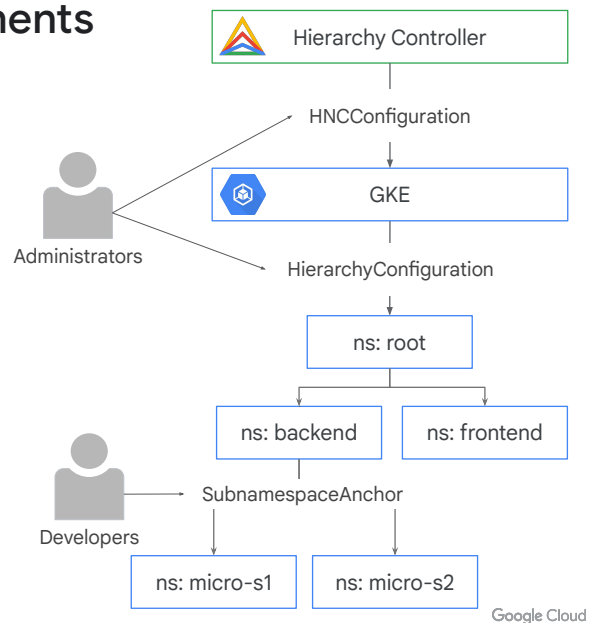 Hierarchy Controller
HNCConfiguration
GKE
Administrators
HierarchyConfiguration
ns: root
ns: backend
ns: frontend
SubnamespaceAnchor
Developers
ns: micro-s1
ns: micro-s2
Google Cloud